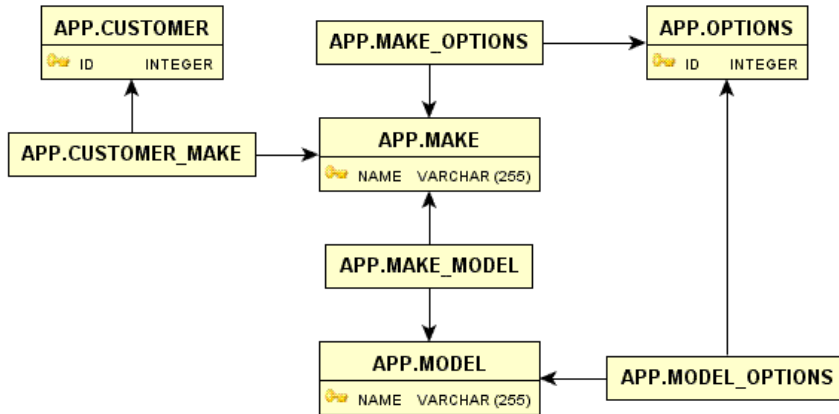 APP.CUSTOMER
ID INTEGER
APP.MAKE_OPTIONS
APP.OPTIONS
ID INTEGER
APP.CUSTOMER_MAKE
APP.MAKE
NAME VARCHAR (255)
APP.MAKE_MODEL
APP.MODEL
NAME VARCHAR (255)
APP.MODEL_OPTIONS